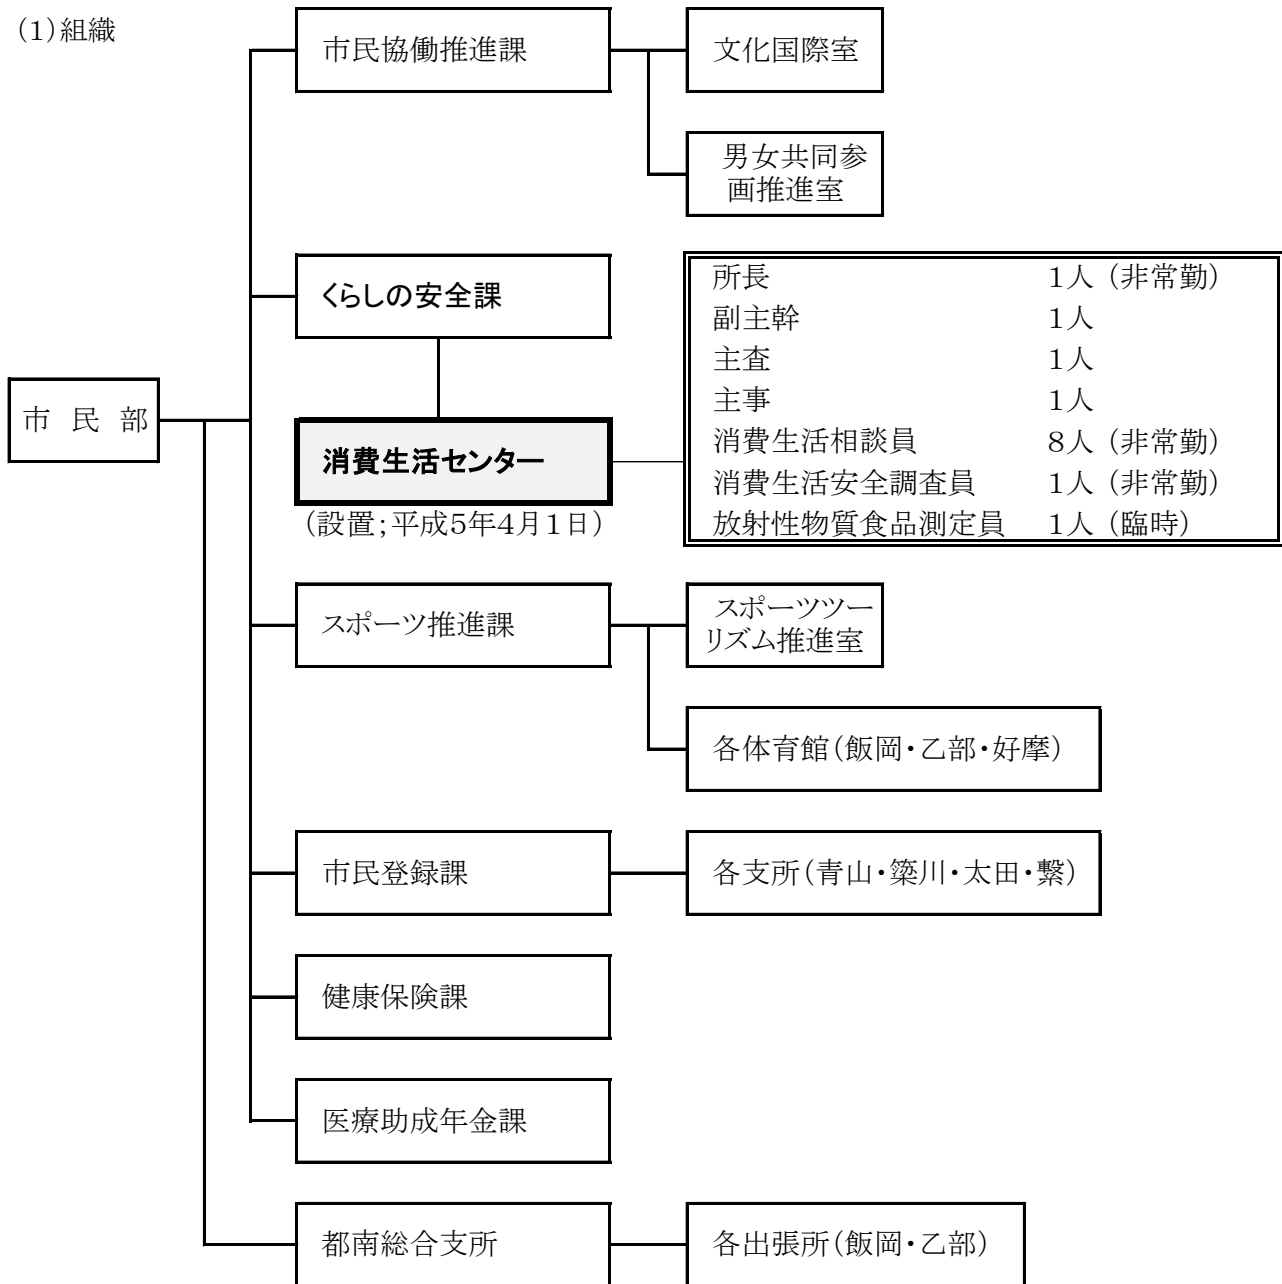 (1)組織
市民協働推進課
文化国際室
男女共同参
画推進室
くらしの安全課
所長 1人 (非常勤)
副主幹 1人
主査 1人
主事 1人
消費生活相談員 8人 (非常勤)
消費生活安全調査員 1人 (非常勤)
放射性物質食品測定員 1人 (臨時)
市 民 部
消費生活センター
(設置;平成5年4月1日)
スポーツ推進課
スポーツツー
リズム推進室
各体育館(飯岡・乙部・好摩)
市民登録課
各支所(青山・簗川・太田・繋)
健康保険課
医療助成年金課
都南総合支所
各出張所(飯岡・乙部)